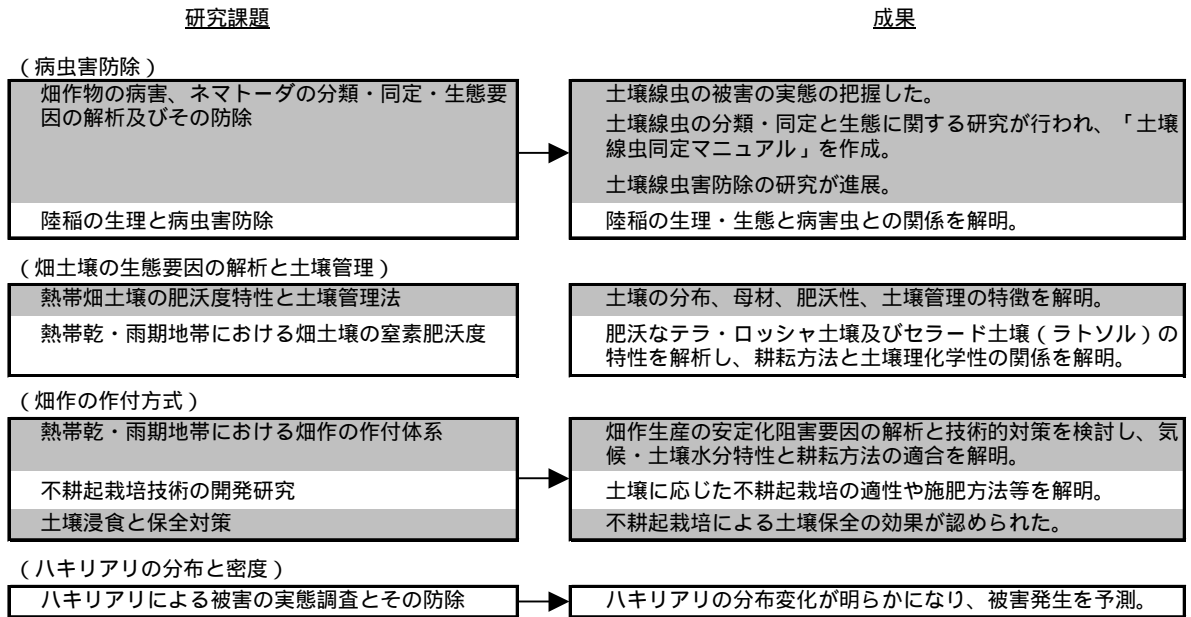 研究課題
成果
(病虫害防除)
畑作物の病害、ネマトーダの分類・同定・生態要
因の解析及びその防除
土壌線虫の被害の実態の把握した。
土壌線虫の分類・同定と生態に関する研究が行われ、「土壌
線虫同定マニュアル」を作成。
土壌線虫害防除の研究が進展。
陸稲の生理と病虫害防除
陸稲の生理・生態と病害虫との関係を解明。
(畑土壌の生態要因の解析と土壌管理)
熱帯畑土壌の肥沃度特性と土壌管理法
土壌の分布、母材、肥沃性、土壌管理の特徴を解明。
熱帯乾・雨期地帯における畑土壌の窒素肥沃度
肥沃なテラ・ロッシャ土壌及びセラード土壌(ラトソル)の
特性を解析し、耕耘方法と土壌理化学性の関係を解明。
(畑作の作付方式)
熱帯乾・雨期地帯における畑作の作付体系
畑作生産の安定化阻害要因の解析と技術的対策を検討し、気
候・土壌水分特性と耕耘方法の適合を解明。
不耕起栽培技術の開発研究
土壌に応じた不耕起栽培の適性や施肥方法等を解明。
土壌浸食と保全対策
不耕起栽培による土壌保全の効果が認められた。
(ハキリアリの分布と密度)
ハキリアリによる被害の実態調査とその防除
ハキリアリの分布変化が明らかになり、被害発生を予測。